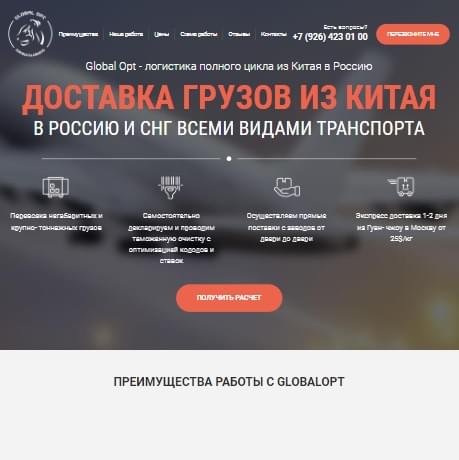 GLOBAL OPT
Преимущества Наша работа Цены Схема работы Отзывы Контакты
Есть вопросы?
+7 (926) 423 01 00
ПЕРЕЗВОНИТЕ МНЕ
Global Opt - логистика полного цикла из Китая в Россию
ДОСТАВКА ГРУЗОВ ИЗ КИТАЯ
В РОССИЮ И СНГ ВСЕМИ ВИДАМИ ТРАНСПОРТА
Перевозка негабаритных и
крупно- тоннажных грузов
Самостоятельно
декларируем и проводим
таможенную очистку с
оптимизацией кododов и
ставок
Осуществляем прямые
поставки с заводов от
двери до двери
Экспресс доставка 1-2 дня
из Гуан- чжоу в Москву от
25$/кг
ПОЛУЧИТЬ РАСЧЕТ
ПРЕИМУЩЕСТВА РАБОТЫ С GLOBALOPT